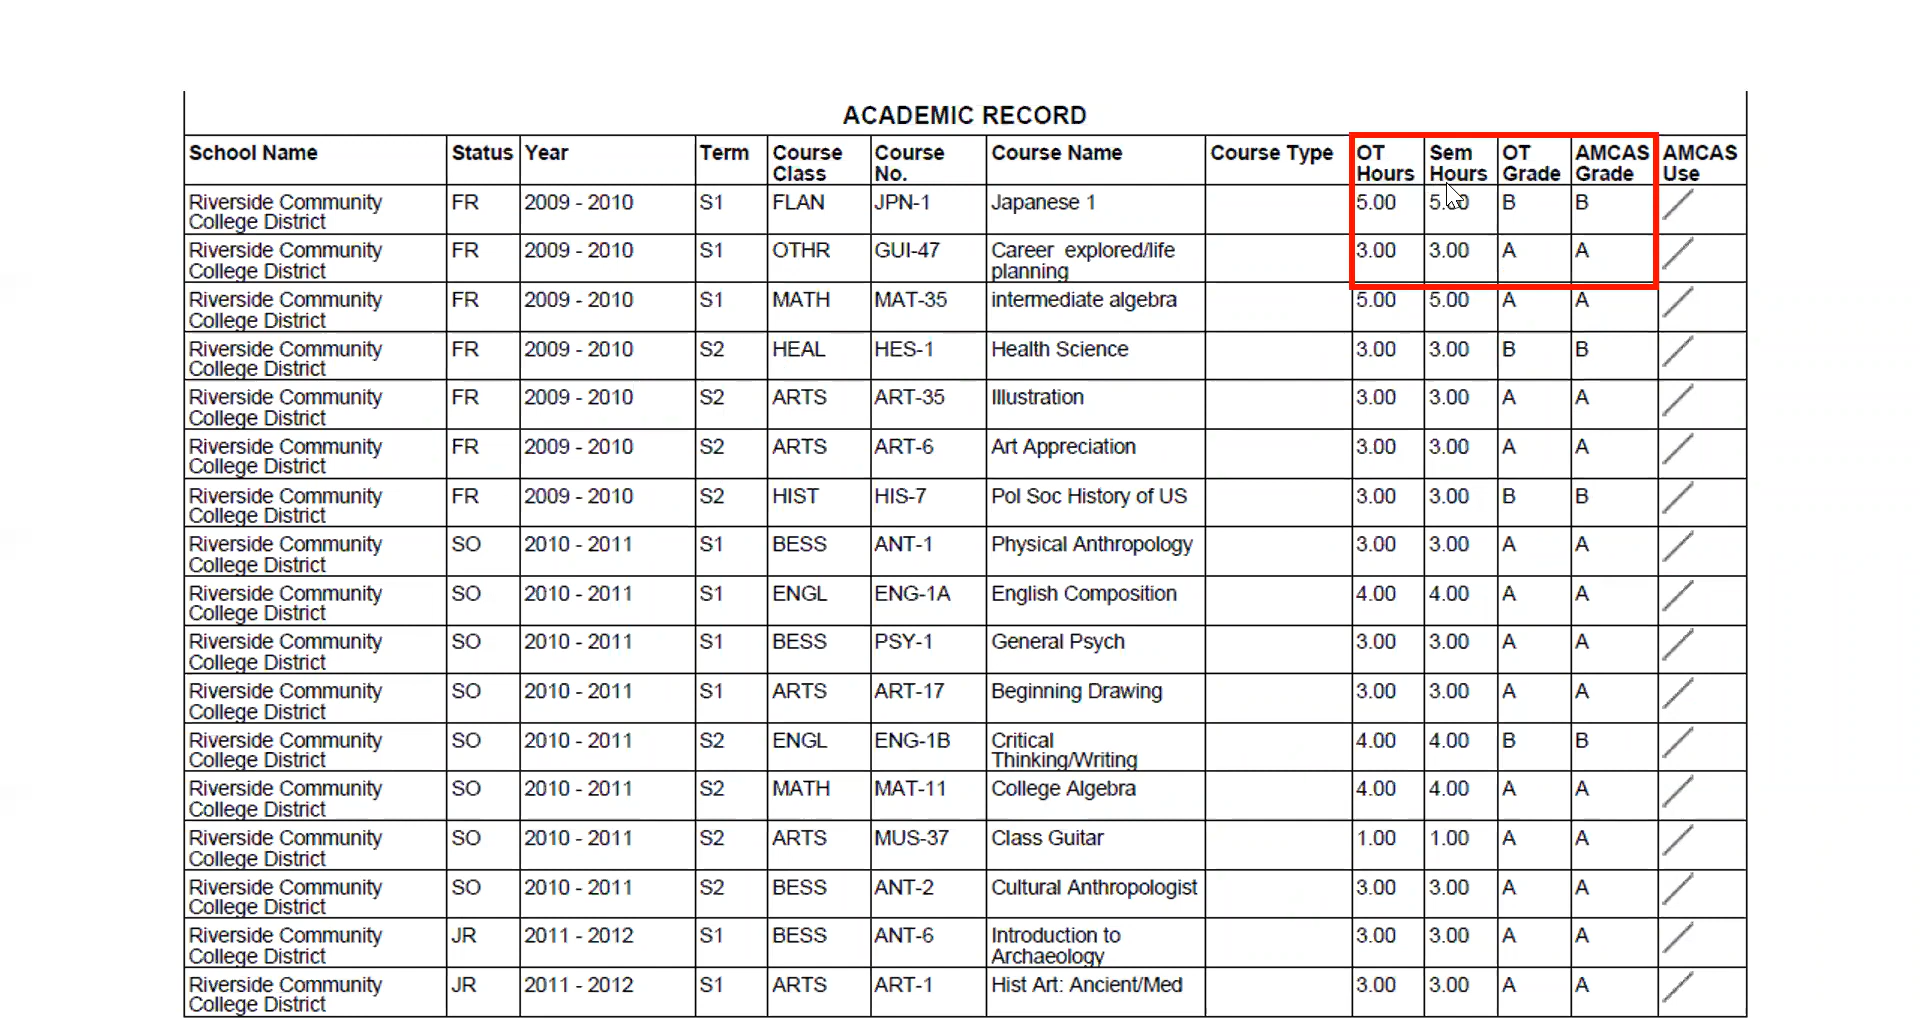 ACADEMIC RECORD
School Name Status Year Term Course Class Course No. Course Name Course Type OT Hours Sem Hours OT Grade AMCAS Grade AMCAS Use
Riverside Community College District FR 2009 - 2010 S1 FLAN JPN-1 Japanese 1 5.00 5.00 B B
Riverside Community College District FR 2009 - 2010 S1 OTHR GUI-47 Career explored/life planning 3.00 3.00 A A
Riverside Community College District FR 2009 - 2010 S1 MATH MAT-35 intermediate algebra 5.00 5.00 A A
Riverside Community College District FR 2009 - 2010 S2 HEAL HES-1 Health Science 3.00 3.00 B B
Riverside Community College District FR 2009 - 2010 S2 ARTS ART-35 Illustration 3.00 3.00 A A
Riverside Community College District FR 2009 - 2010 S2 ARTS ART-6 Art Appreciation 3.00 3.00 A A
Riverside Community College District FR 2009 - 2010 S2 HIST HIS-7 Pol Soc History of US 3.00 3.00 B B
Riverside Community College District SO 2010 - 2011 S1 BESS ANT-1 Physical Anthropology 3.00 3.00 A A
Riverside Community College District SO 2010 - 2011 S1 ENGL ENG-1A English Composition 4.00 4.00 A A
Riverside Community College District SO 2010 - 2011 S1 BESS PSY-1 General Psych 3.00 3.00 A A
Riverside Community College District SO 2010 - 2011 S1 ARTS ART-17 Beginning Drawing 3.00 3.00 A A
Riverside Community College District SO 2010 - 2011 S2 ENGL ENG-1B Critical Thinking/Writing 4.00 4.00 B B
Riverside Community College District SO 2010 - 2011 S2 MATH MAT-11 College Algebra 4.00 4.00 A A
Riverside Community College District SO 2010 - 2011 S2 ARTS MUS-37 Class Guitar 1.00 1.00 A A
Riverside Community College District SO 2010 - 2011 S2 BESS ANT-2 Cultural Anthropologist 3.00 3.00 A A
Riverside Community College District JR 2011 - 2012 S1 BESS ANT-6 Introduction to Archaeology 3.00 3.00 A A
Riverside Community College District JR 2011 - 2012 S1 ARTS ART-1 Hist Art: Ancient/Med 3.00 3.00 A A